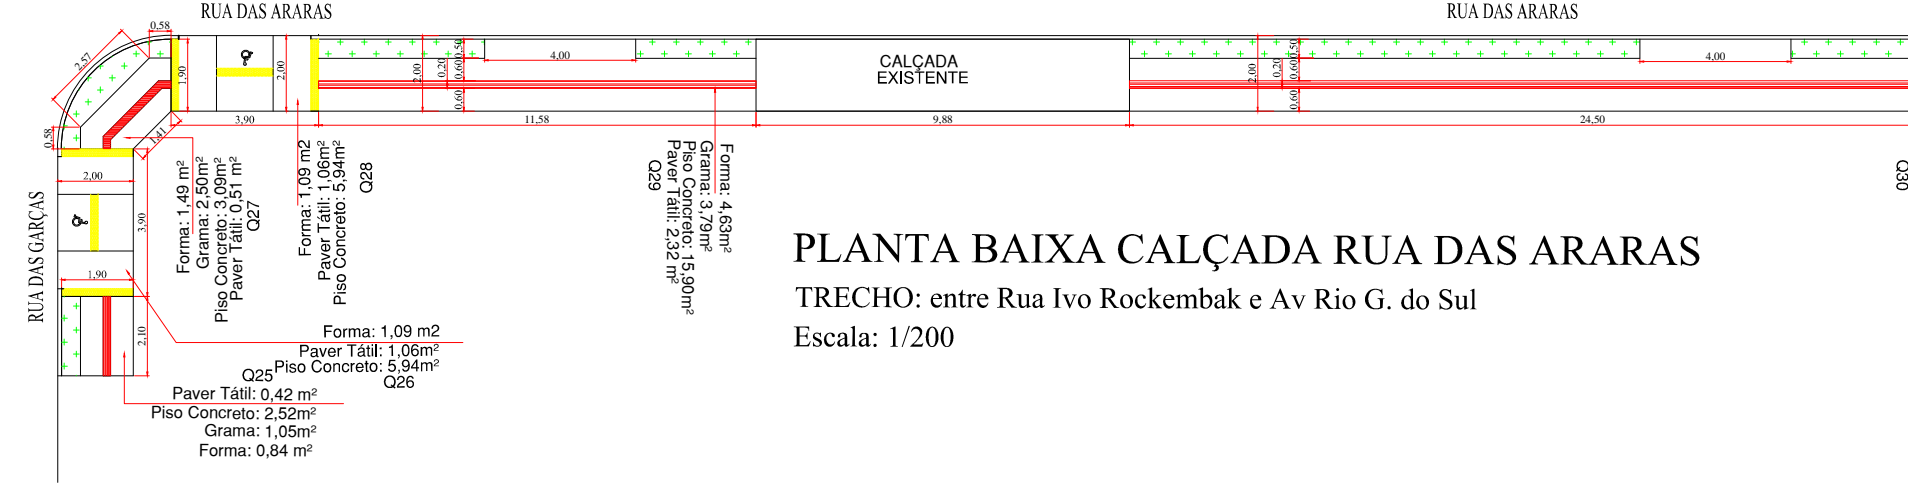 RUA DAS ARARAS
RUA DAS ARARAS
0,58
2,57
1,90
2,00
2,00
0,20
0,50
0,60
0,60
4,00
CALÇADA
EXISTENTE
2,00
0,20
0,50
0,60
0,60
4,00
0,58
1,41
3,90
11,58
9,88
24,50
2,00
3,90
1,90
2,10
RUA DAS GARÇAS
Forma: 1,49 m²
Grama: 2,50m²
Piso Concreto: 3,09m²
Paver Tátil: 0,51 m²
Q27
Forma: 1,09 m2
Paver Tátil: 1,06m²
Piso Concreto: 5,94m²
Q28
Forma: 4,63m²
Grama: 3,79m²
Piso Concreto: 15,90m²
Paver Tátil: 2,32 m²
Q29
Q30
PLANTA BAIXA CALÇADA RUA DAS ARARAS
TRECHO: entre Rua Ivo Rockembak e Av Rio G. do Sul
Escala: 1/200
Forma: 1,09 m2
Paver Tátil: 1,06m²
Piso Concreto: 5,94m²
Q26
Q25
Paver Tátil: 0,42 m²
Piso Concreto: 2,52m²
Grama: 1,05m²
Forma: 0,84 m²